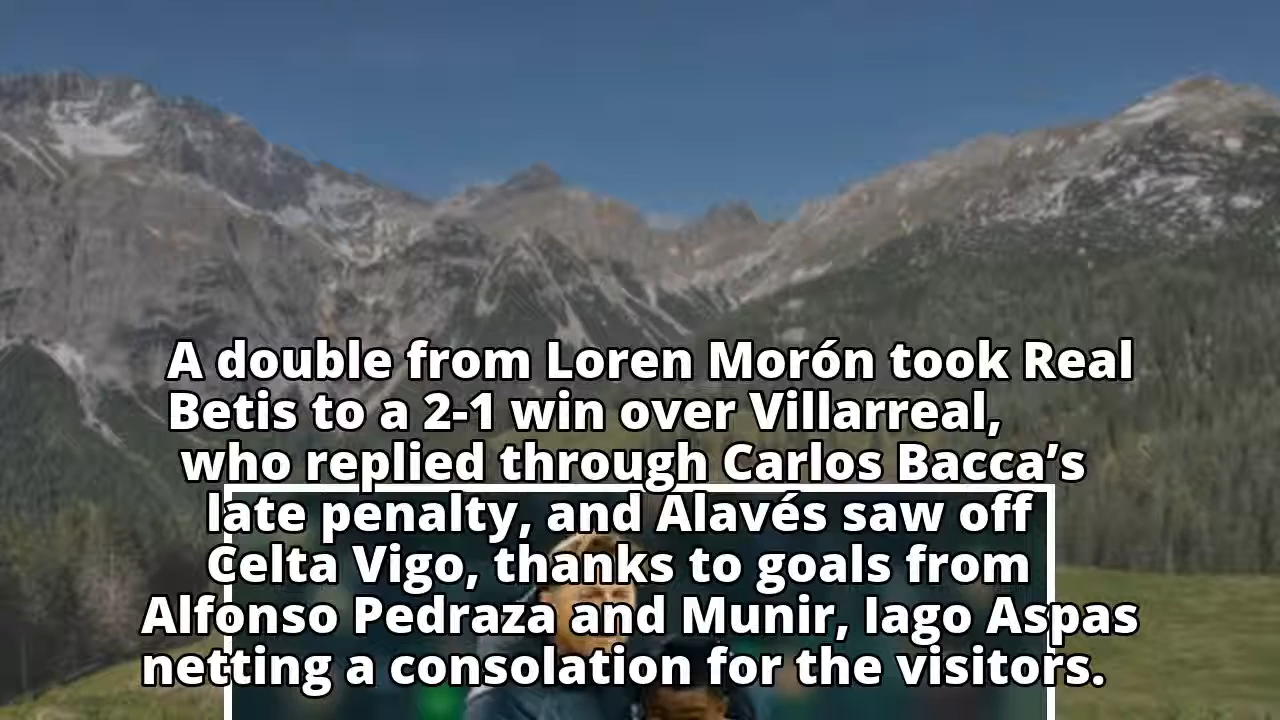 A double from Loren Morón took Real
Betis to a 2-1 win over Villarreal,
who replied through Carlos Bacca’s
late penalty, and Alavés saw off
Celta Vigo, thanks to goals from
Alfonso Pedraza and Munir, Iago Aspas
netting a consolation for the visitors.